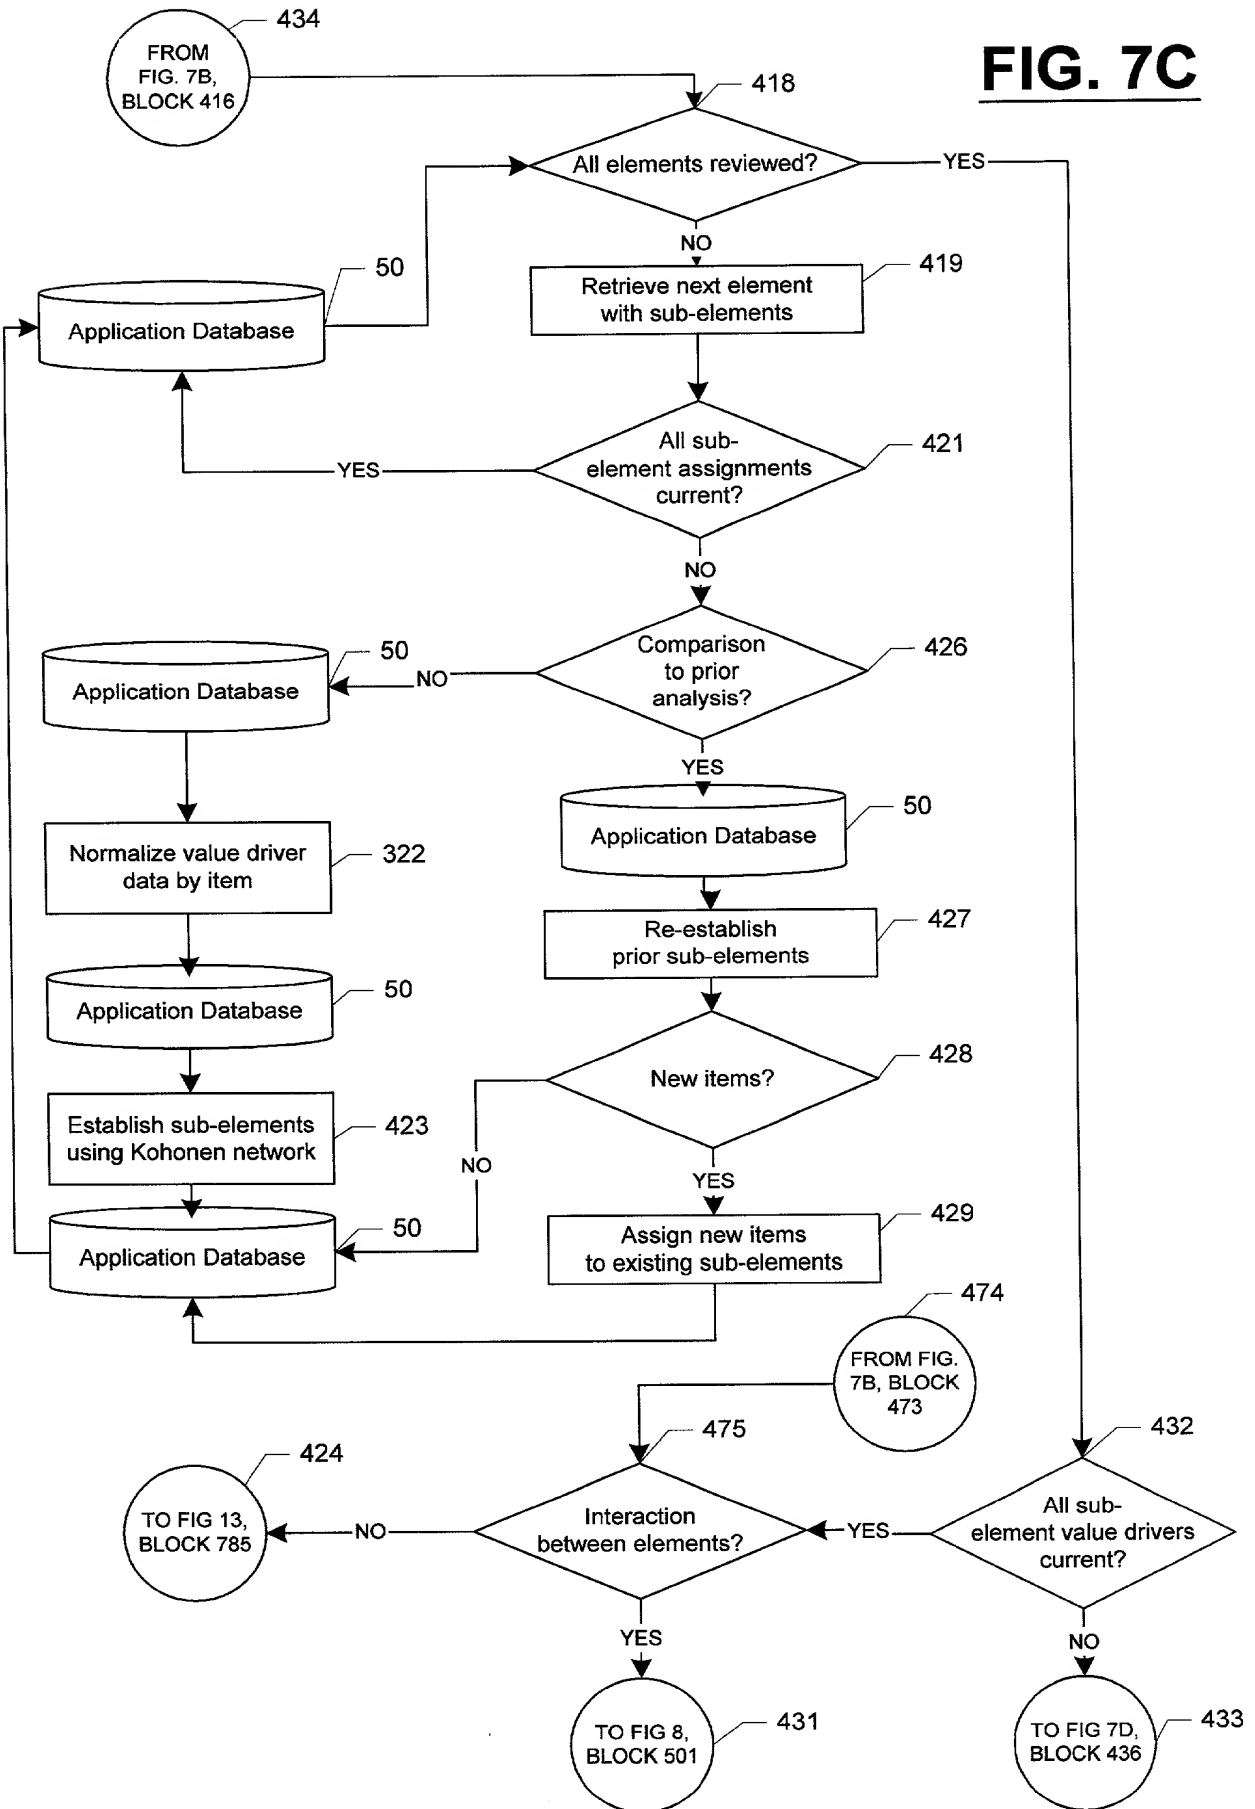 434
FROM
FIG. 7B,
BLOCK 416
FIG. 7C
418
All elements reviewed?
YES
NO
50
Application Database
419
Retrieve next element
with sub-elements
421
All sub-
element assignments
current?
YES
NO
426
Comparison
to prior
analysis?
NO
50
Application Database
YES
50
Application Database
322
Normalize value driver
data by item
427
Re-establish
prior sub-elements
50
Application Database
428
New items?
NO
YES
423
Establish sub-elements
using Kohonen network
429
Assign new items
to existing sub-elements
50
Application Database
474
FROM FIG.
7B, BLOCK
473
475
Interaction
between elements?
432
All sub-
element value drivers
current?
YES
NO
424
TO FIG 13,
BLOCK 785
YES
NO
431
TO FIG 8,
BLOCK 501
433
TO FIG 7D,
BLOCK 436